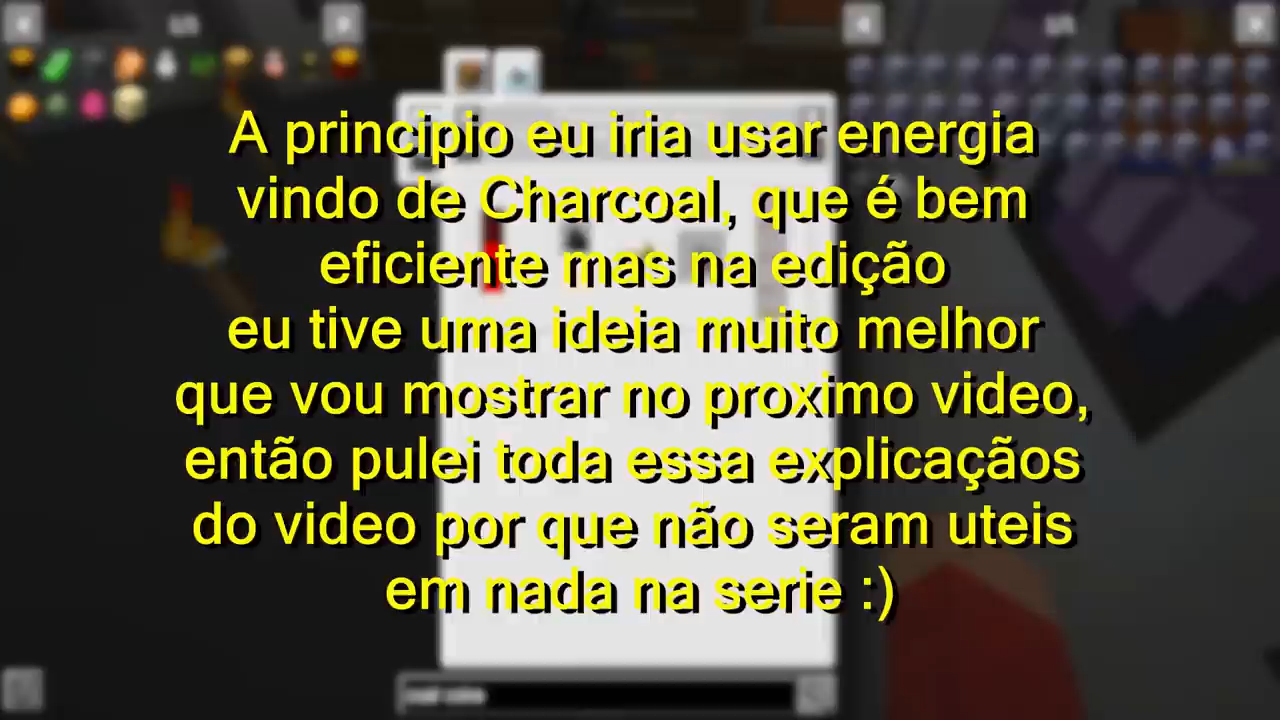 A principio eu iria usar energia
vindo de Charcoal, que é bem
eficiente mas na edição
eu tive uma ideia muito melhor
que vou mostrar no proximo video,
então pulei toda essa explicaçãos
do video por que não seram uteis
em nada na serie :)